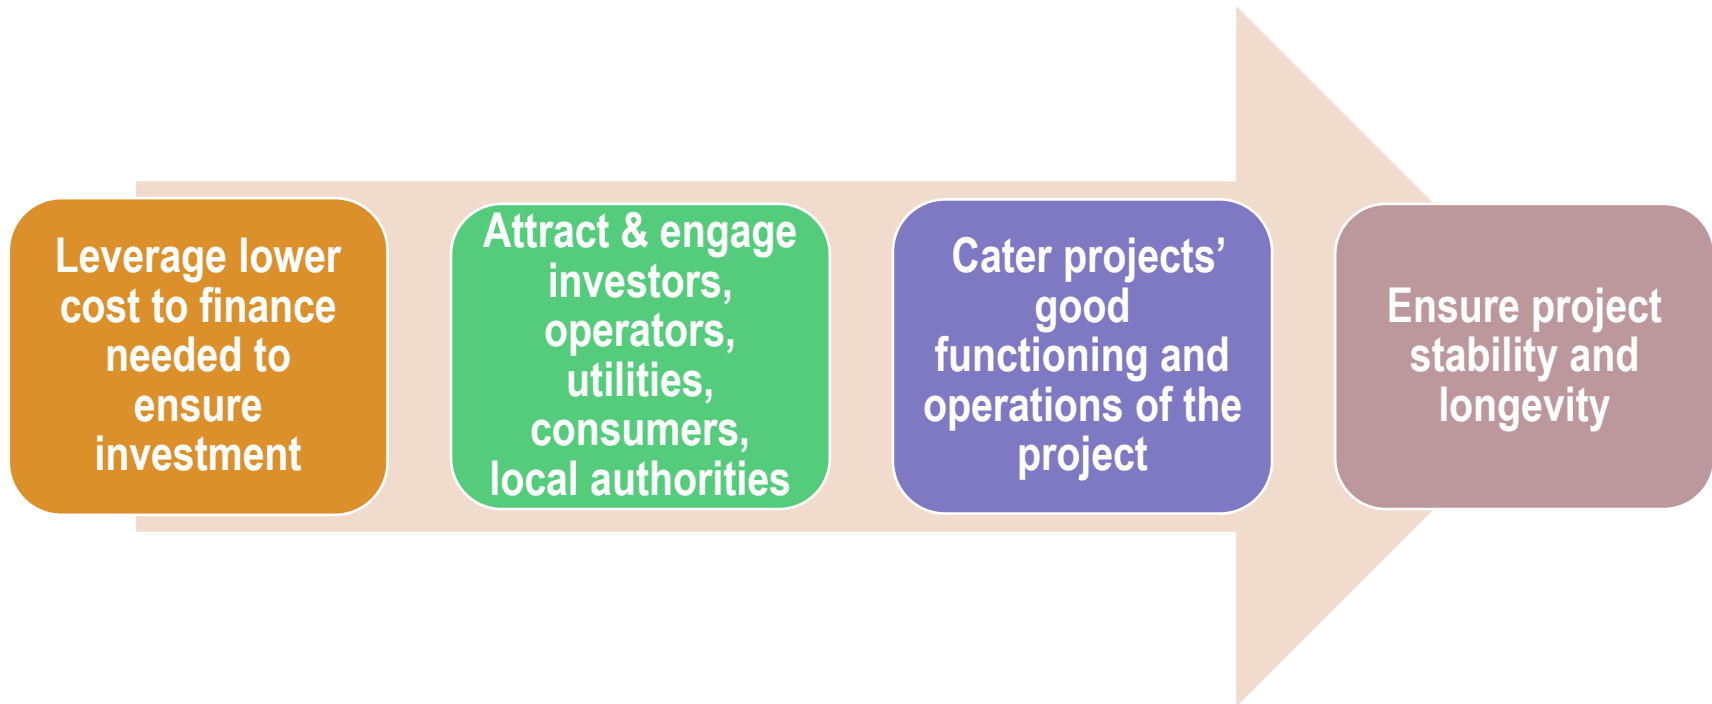 Leverage lower
cost to finance
needed to
ensure
investment
Attract & engage
investors,
operators,
utilities,
consumers,
local authorities
Cater projects’
good
functioning and
operations of the
project
Ensure project
stability and
longevity